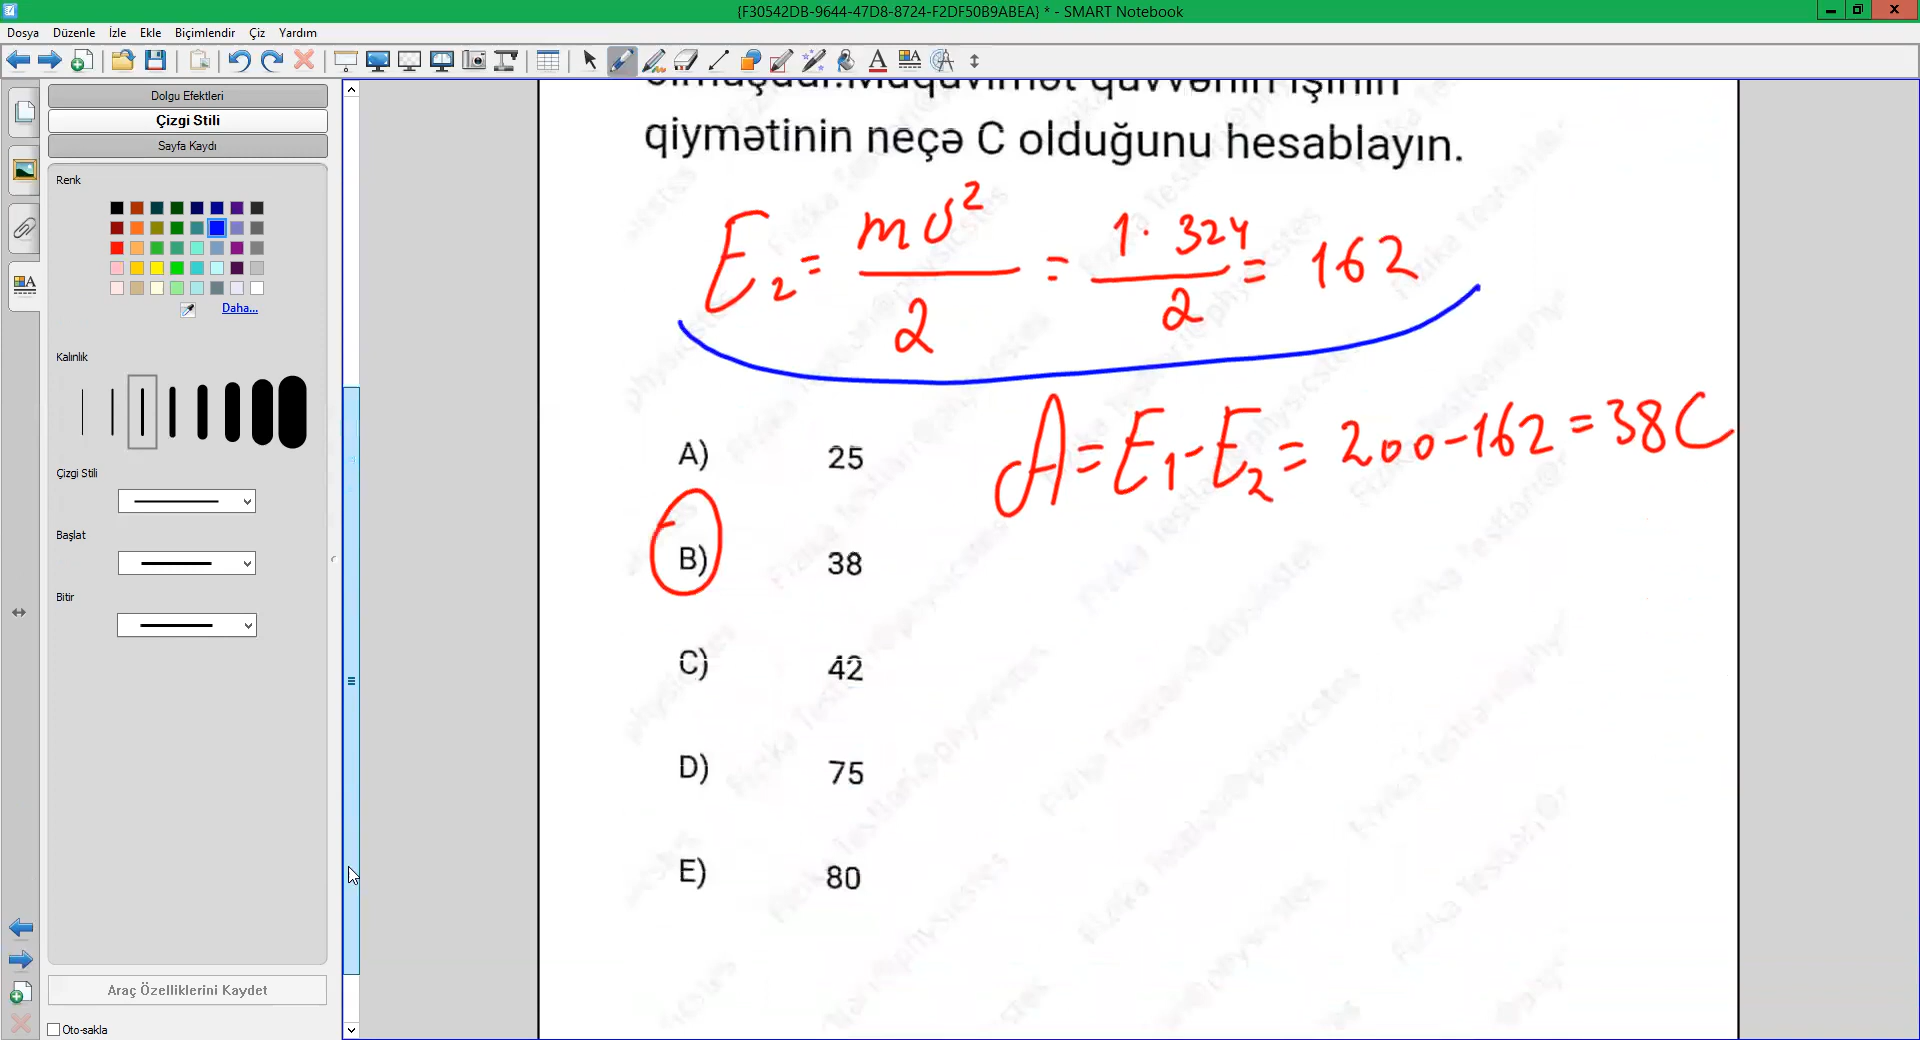 {F30542DB-9644-47D8-8724-F2DF50B9ABEA} * - SMART Notebook
Dosya Düzenle İzle Ekle Biçimlendir Çiz Yardım
Dolgu Efektleri
Çizgi Stili
Sayfa Kaydı
Renk
Daha...
Kalınlık
Çizgi Stili
Başlat
Bitir
Araç Özelliklerini Kaydet
Oto-sakla
qüvvənin işinin
qiymətinin neçə C olduğunu hesablayın.
E₂ = mυ²/2 = 1·324/2 = 162
A = E₁ - E₂ = 200 - 162 = 38C
A) 25
B) 38
C) 42
D) 75
E) 80